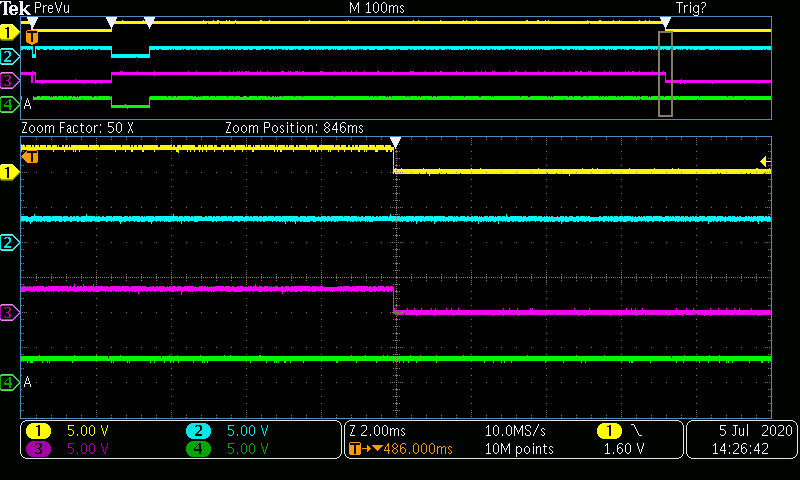 Tek PreVu M 100ms Trig?
1
T
2
3
4 A
Zoom Factor: 50 X Zoom Position: 846ms
T
1
2
3
4 A
1 5.00 V 2 5.00 V Z 2.00ms 10.0MS/s 1 5 Jul 2020
3 5.00 V 4 5.00 V T→▼486.000ms 10M points 1.60 V 14:26:42